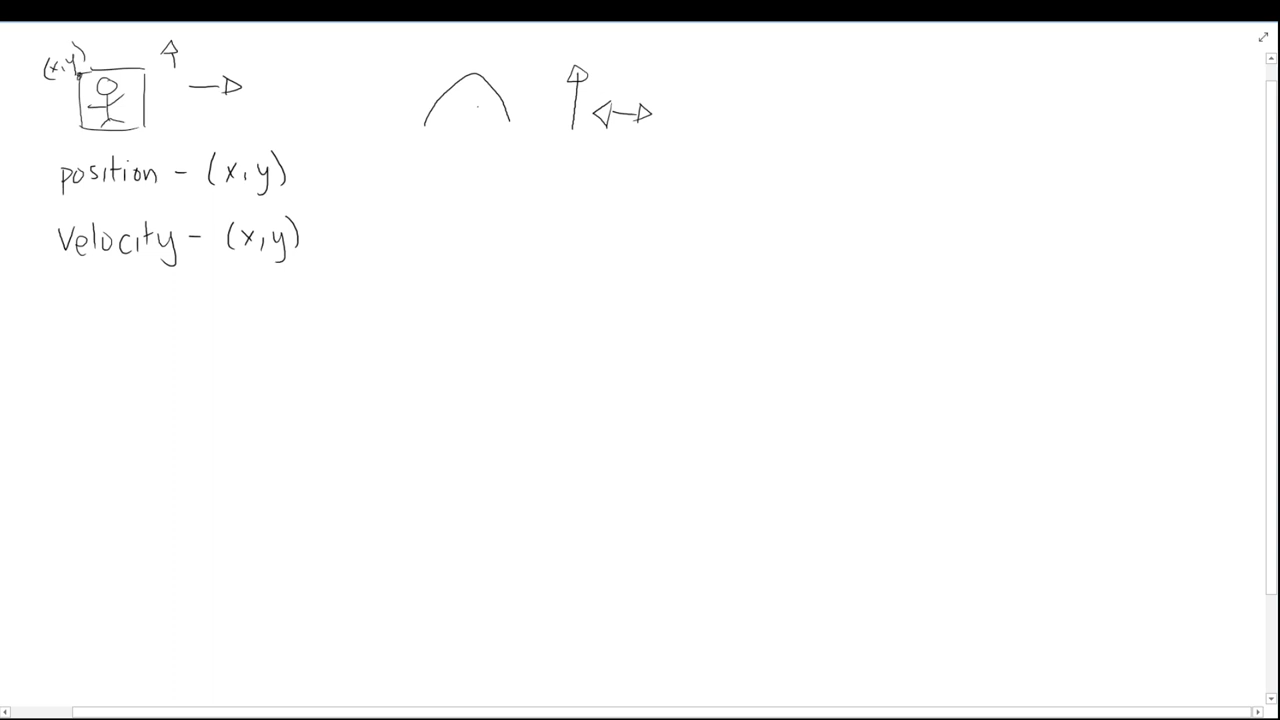 (x,y)
position - (x,y)
velocity - (x,y)